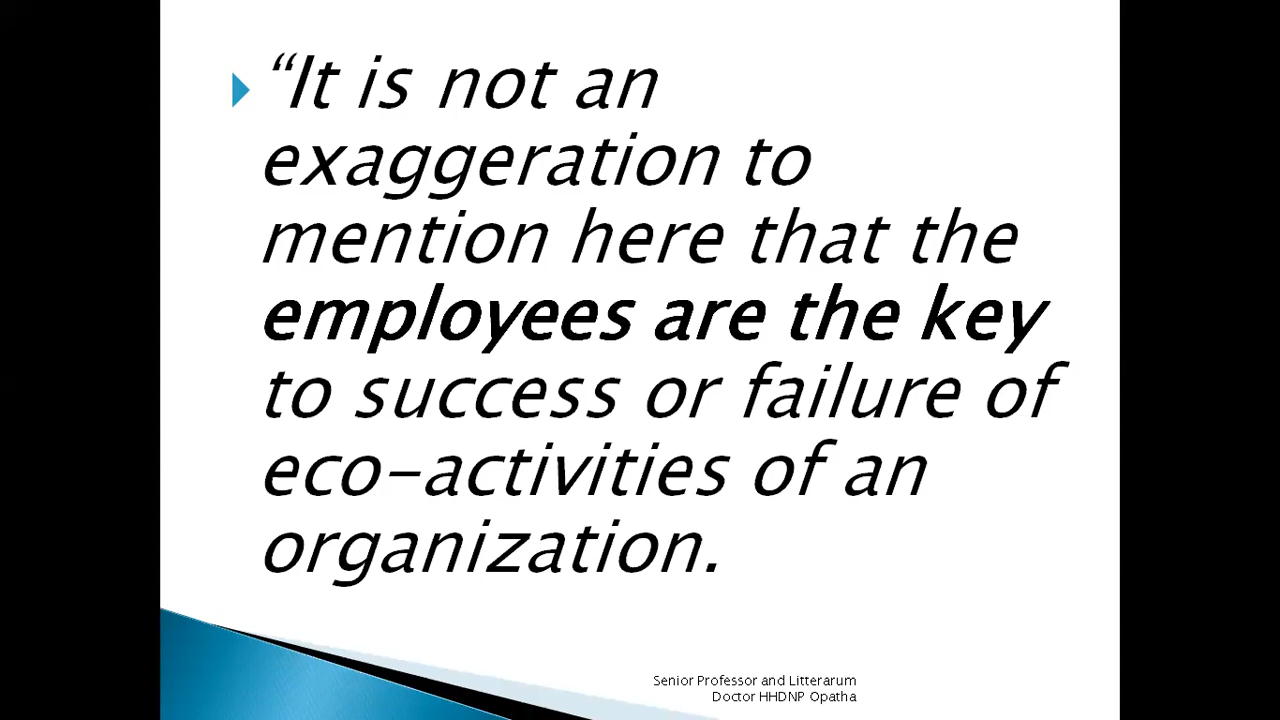 “It is not an
exaggeration to
mention here that the
employees are the key
to success or failure of
eco-activities of an
organization.
Senior Professor and Litterarum
Doctor HHDNP Opatha